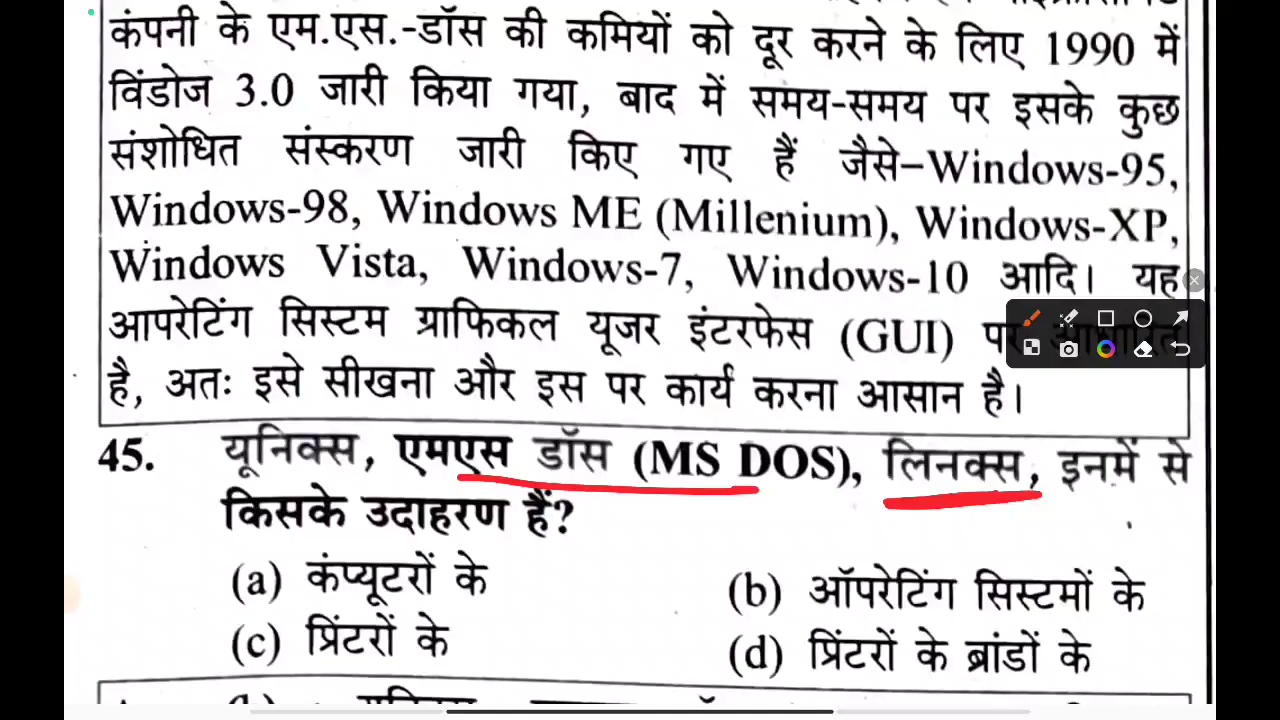 कंपनी के एम.एस.-डॉस की कमियों को दूर करने के लिए 1990 में
विंडोज 3.0 जारी किया गया, बाद में समय-समय पर इसके कुछ
संशोधित संस्करण जारी किए गए हैं जैसे–Windows-95,
Windows-98, Windows ME (Millenium), Windows-XP,
Windows Vista, Windows-7, Windows-10 आदि। यह
आपरेटिंग सिस्टम ग्राफिकल यूजर इंटरफेस (GUI) पर आधारित
है, अतः इसे सीखना और इस पर कार्य करना आसान है।
45. यूनिक्स, एमएस डॉस (MS DOS), लिनक्स, इनमें से
किसके उदाहरण हैं?
(a) कंप्यूटरों के (b) ऑपरेटिंग सिस्टमों के
(c) प्रिंटरों के (d) प्रिंटरों के ब्रांडों के